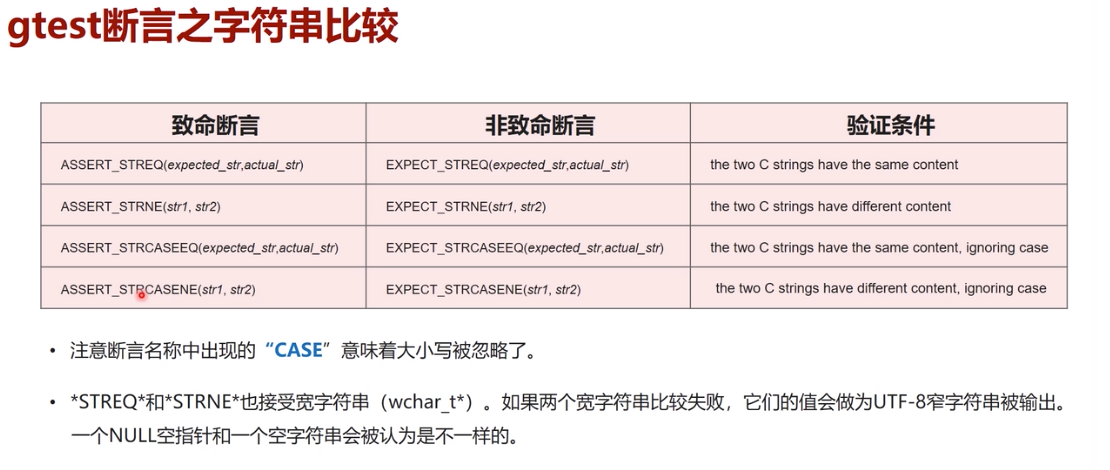 gtest断言之字符串比较
致命断言 非致命断言 验证条件
ASSERT_STREQ(expected_str,actual_str) EXPECT_STREQ(expected_str,actual_str) the two C strings have the same content
ASSERT_STRNE(str1, str2) EXPECT_STRNE(str1, str2) the two C strings have different content
ASSERT_STRCASEEQ(expected_str,actual_str) EXPECT_STRCASEEQ(expected_str,actual_str) the two C strings have the same content, ignoring case
ASSERT_STRCASENE(str1, str2) EXPECT_STRCASENE(str1, str2) the two C strings have different content, ignoring case
• 注意断言名称中出现的“CASE”意味着大小写被忽略了。
• *STREQ*和*STRNE*也接受宽字符串（wchar_t*）。如果两个宽字符串比较失败，它们的值会做为UTF-8窄字符串被输出。
一个NULL空指针和一个空字符串会被认为是不一样的。